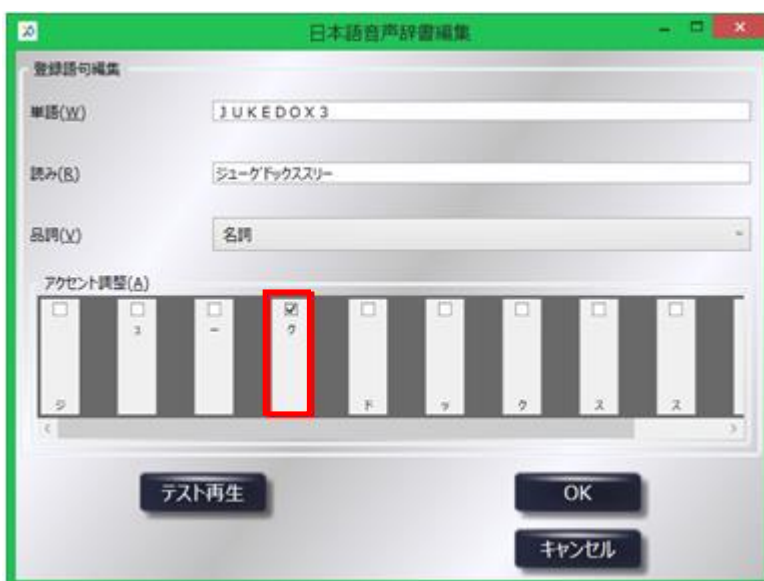 日本語音声辞書編集
登録語句編集
単語(W)
ＪＵＫＥＤＯＸ３
読み(R)
ジューゲドックススリー
品詞(V)
名詞
アクセント調整(A)
ジ ュ ー ゲ ド ッ ク ス ス
テスト再生
OK
キャンセル